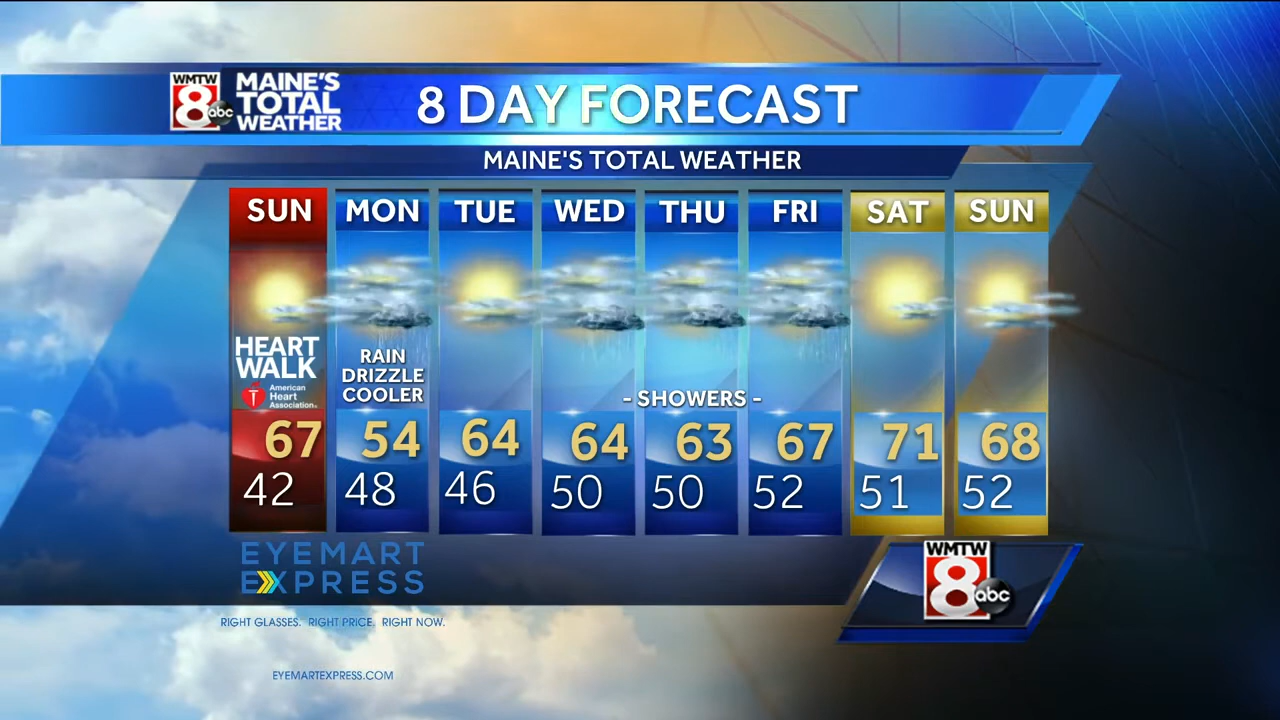 WMTW
8
abc
MAINE'S
TOTAL
WEATHER
8 DAY FORECAST
MAINE'S TOTAL WEATHER
SUN MON TUE WED THU FRI SAT SUN
HEART
WALK
American
Heart
Association®
RAIN
DRIZZLE
COOLER
- SHOWERS -
67 54 64 64 63 67 71 68
42 48 46 50 50 52 51 52
EYEMART
EXPRESS
RIGHT GLASSES. RIGHT PRICE. RIGHT NOW.
EYEMARTEXPRESS.COM
WMTW
8
abc